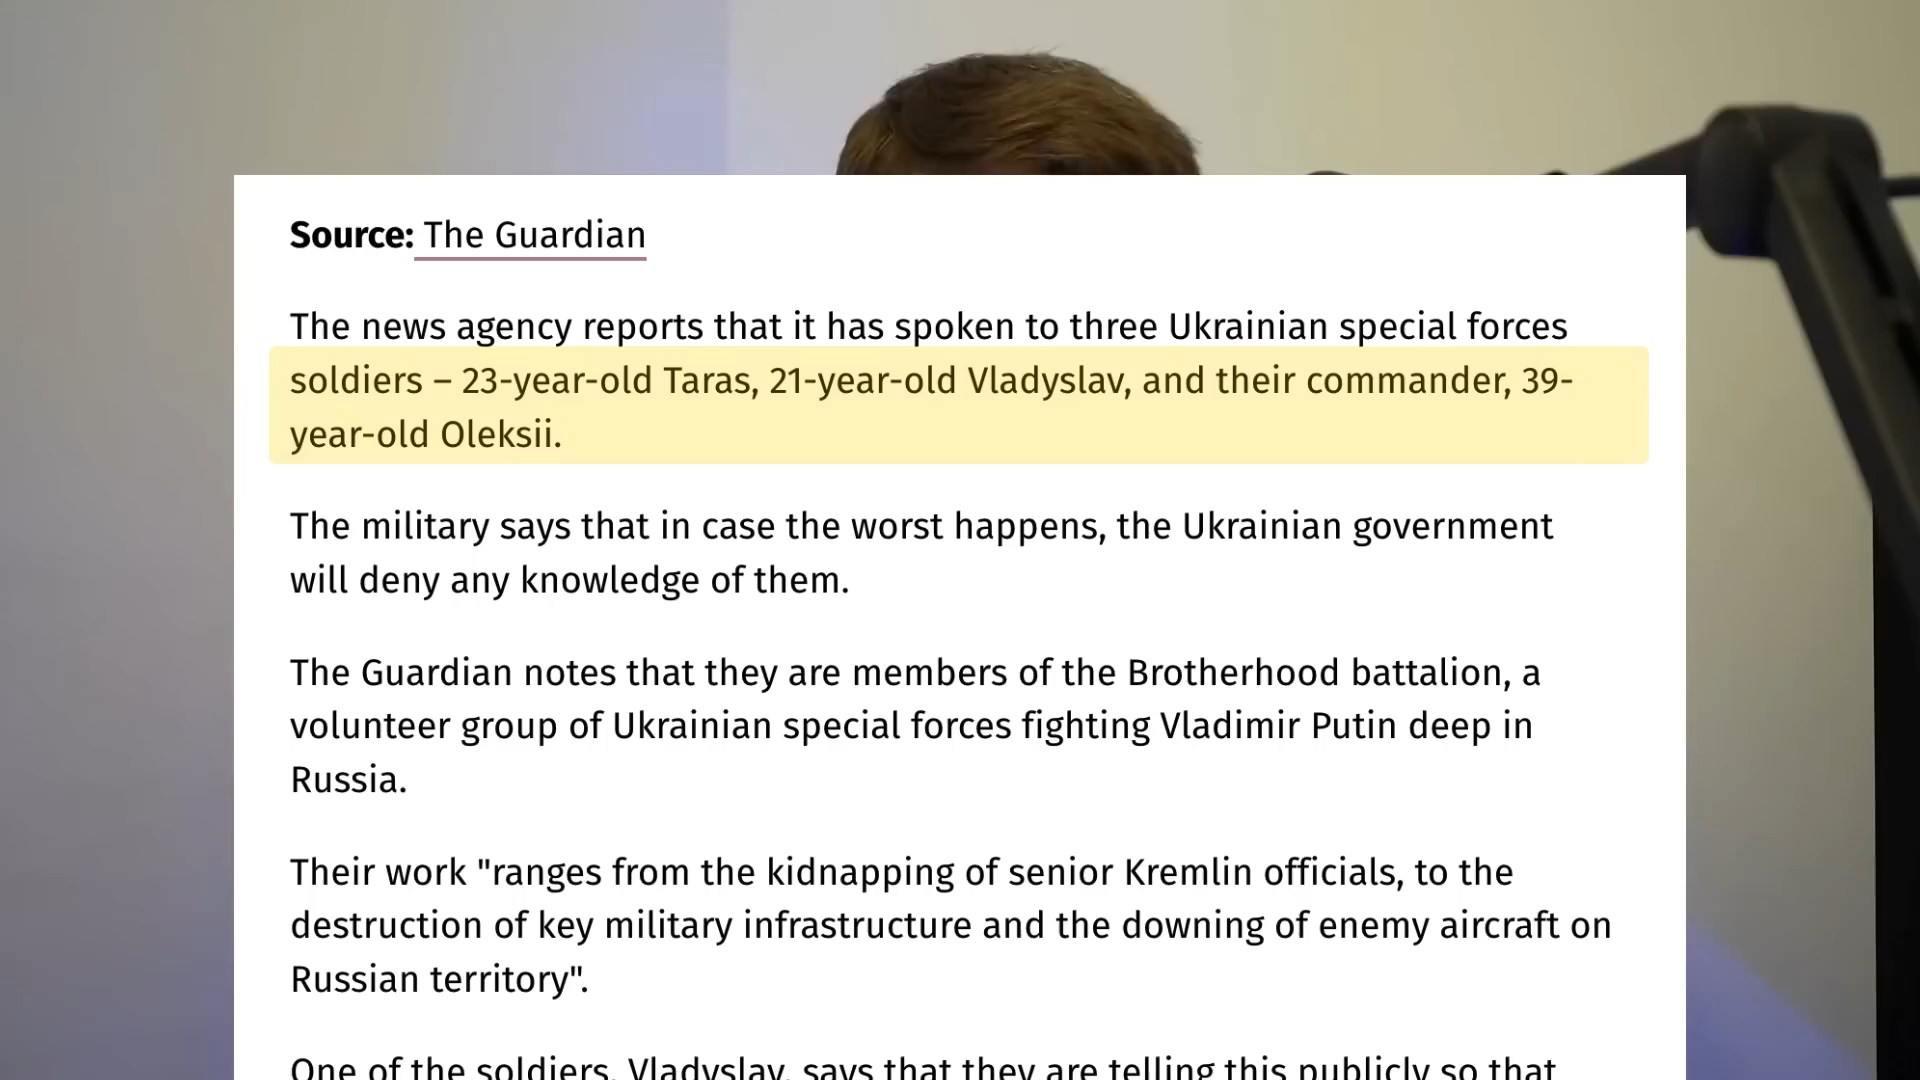 Source: The Guardian
The news agency reports that it has spoken to three Ukrainian special forces
soldiers – 23-year-old Taras, 21-year-old Vladyslav, and their commander, 39-
year-old Oleksii.
The military says that in case the worst happens, the Ukrainian government
will deny any knowledge of them.
The Guardian notes that they are members of the Brotherhood battalion, a
volunteer group of Ukrainian special forces fighting Vladimir Putin deep in
Russia.
Their work "ranges from the kidnapping of senior Kremlin officials, to the
destruction of key military infrastructure and the downing of enemy aircraft on
Russian territory".
One of the soldiers, Vladyslav, says that they are telling this publicly so that